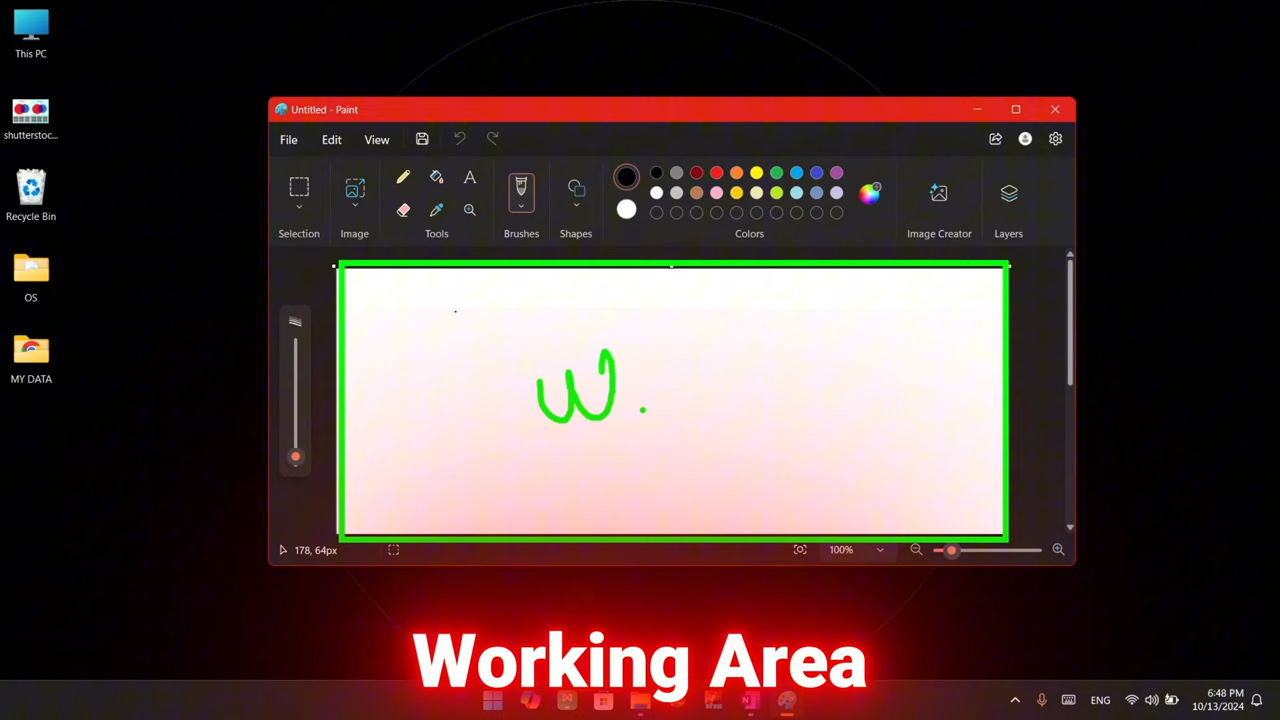 This PC
shutterstoc...
Recycle Bin
OS
MY DATA
Untitled - Paint
File Edit View
Selection Image Tools Brushes Shapes Colors Image Creator Layers
W.
178, 64px 100%
Working Area
ENG 6:48 PM
10/13/2024